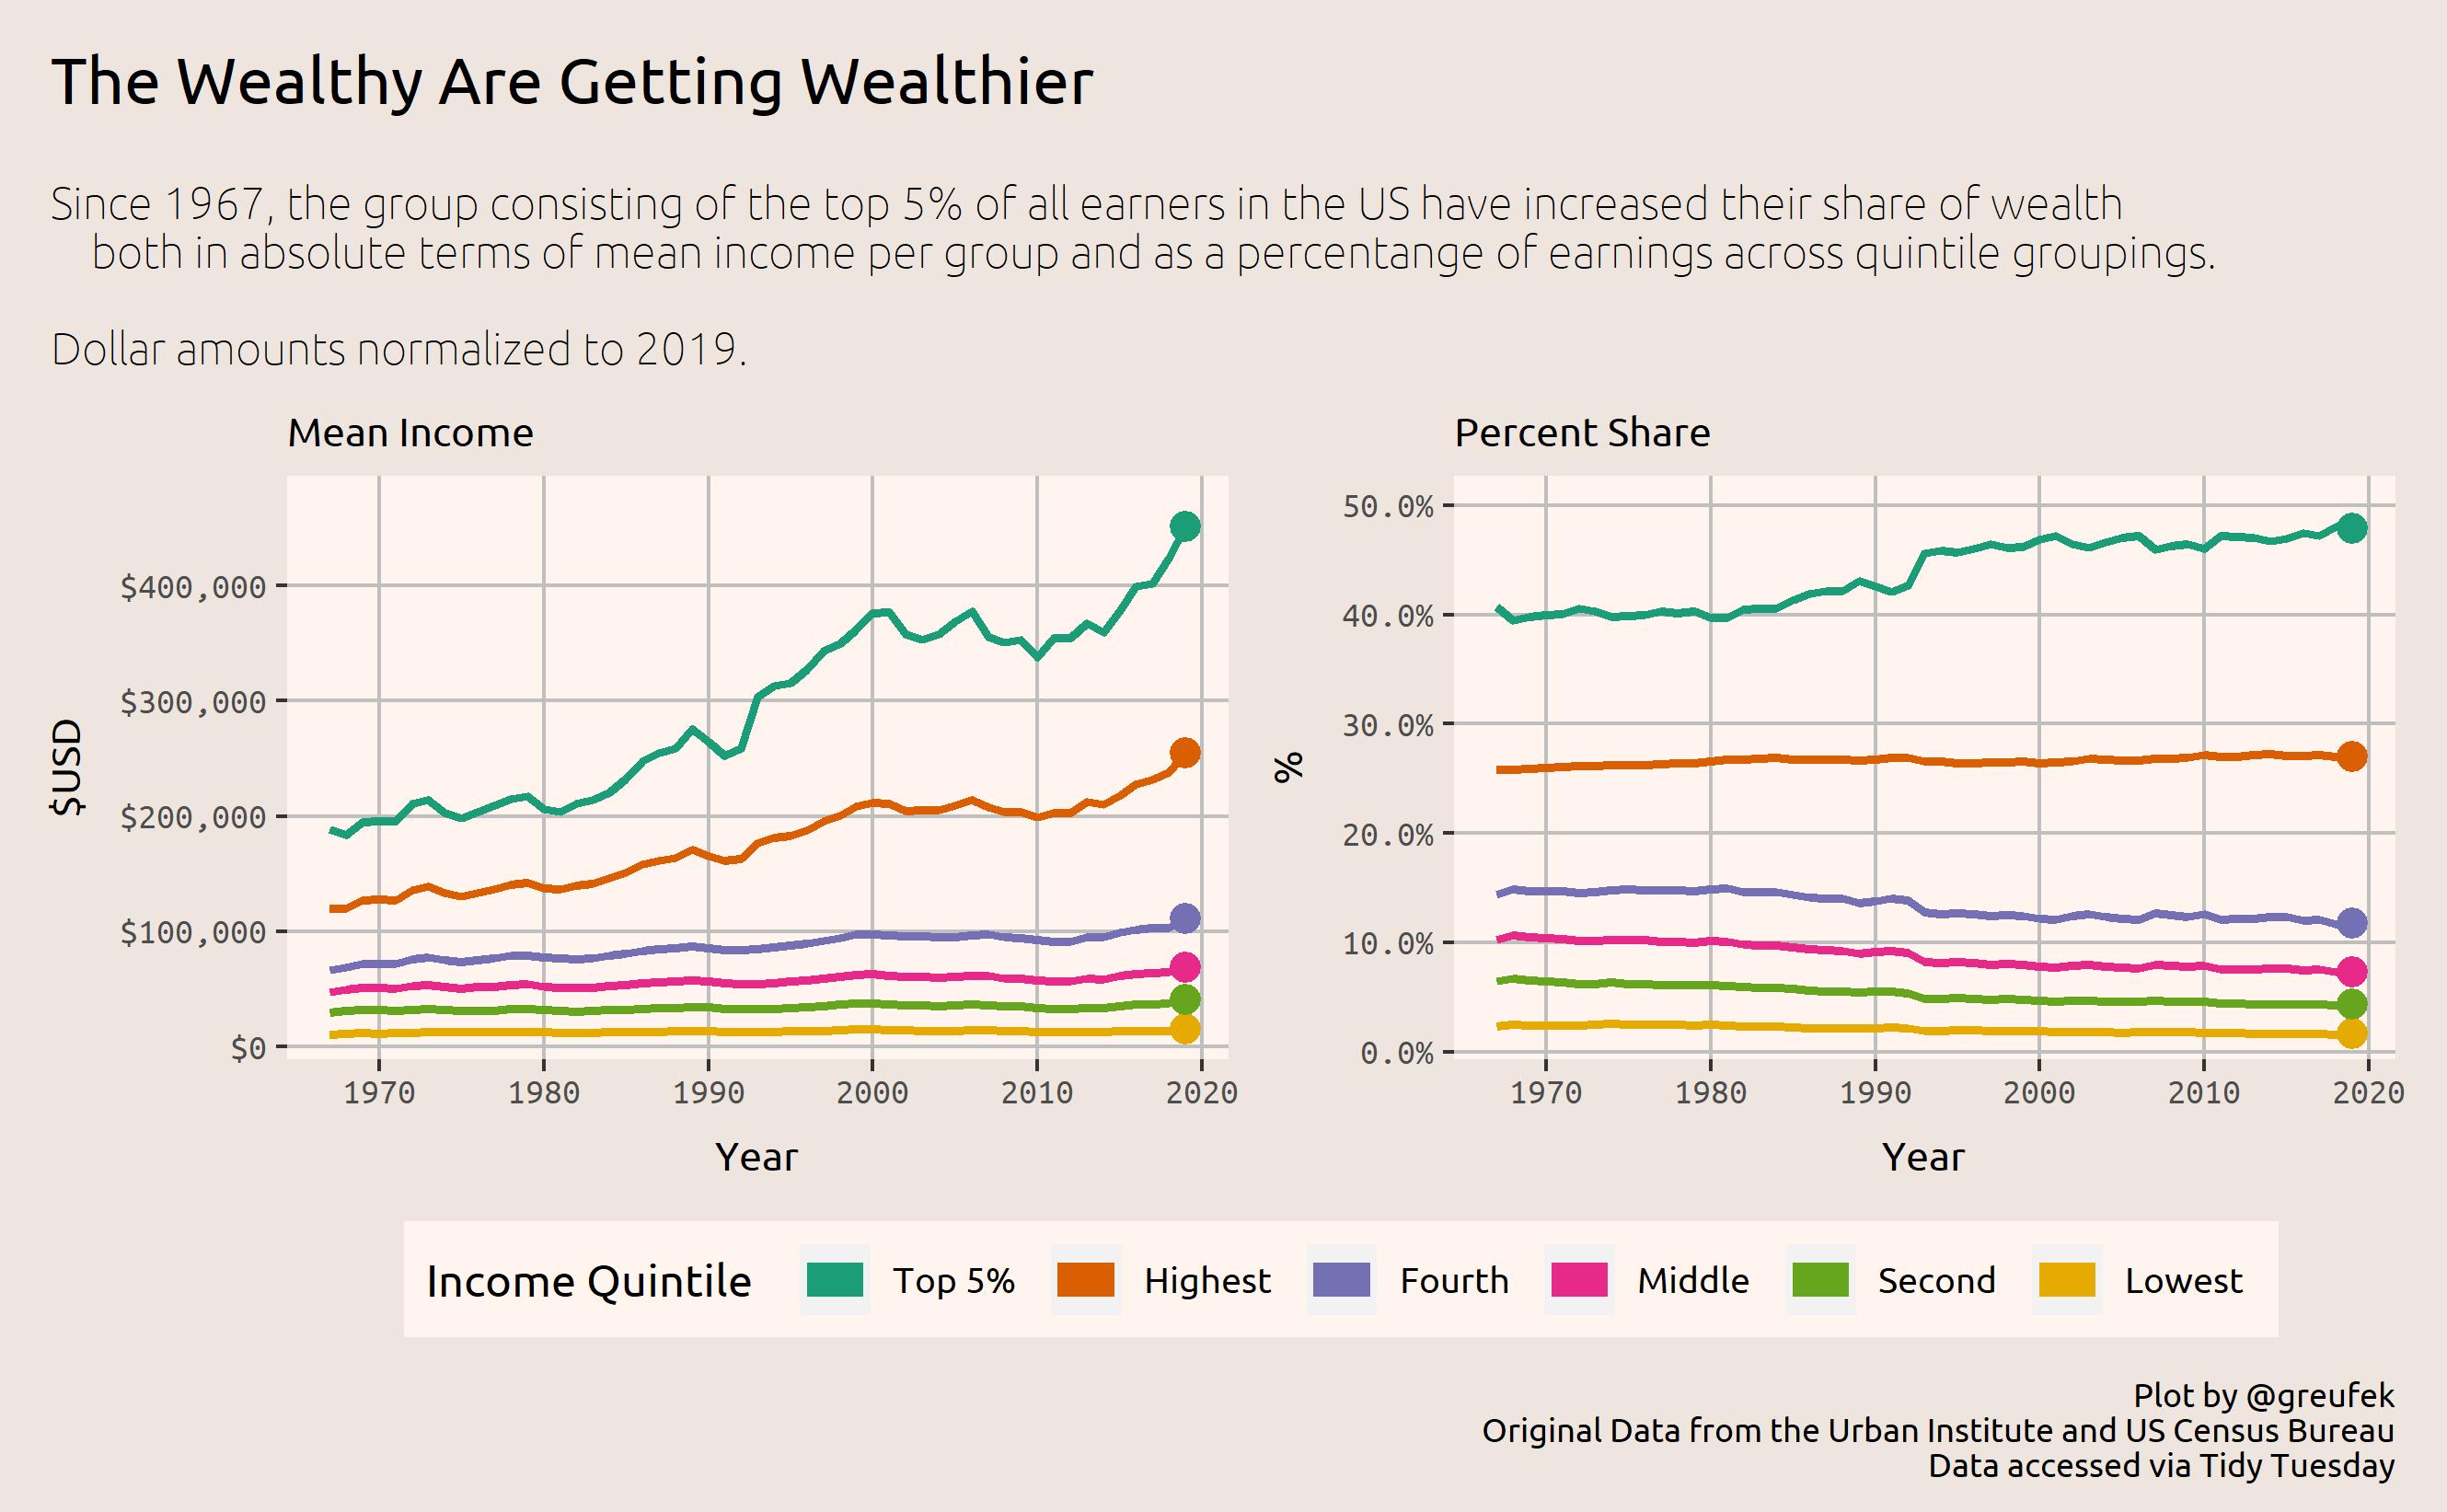 The Wealthy Are Getting Wealthier
Since 1967, the group consisting of the top 5% of all earners in the US have increased their share of wealth
both in absolute terms of mean income per group and as a percentange of earnings across quintile groupings.
Dollar amounts normalized to 2019.
Mean Income
$USD
$400,000
$300,000
$200,000
$100,000
$0
1970 1980 1990 2000 2010 2020
Year
Percent Share
%
50.0%
40.0%
30.0%
20.0%
10.0%
0.0%
1970 1980 1990 2000 2010 2020
Year
Income Quintile Top 5% Highest Fourth Middle Second Lowest
Plot by @greufek
Original Data from the Urban Institute and US Census Bureau
Data accessed via Tidy Tuesday